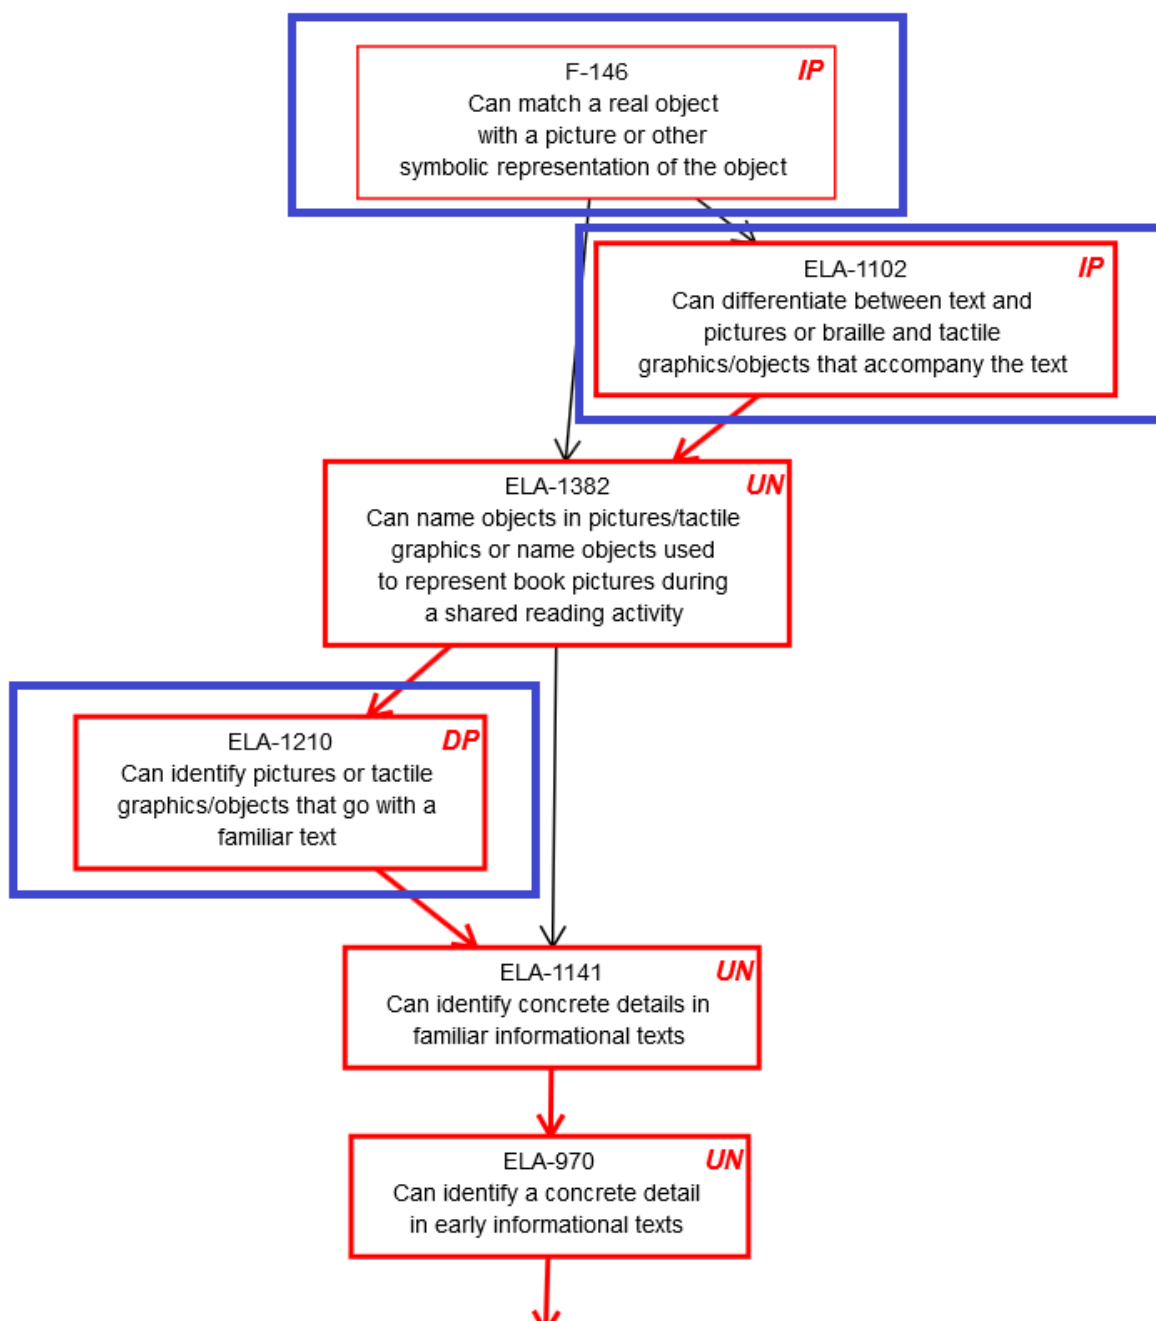 F-146 IP
Can match a real object
with a picture or other
symbolic representation of the object
ELA-1102 IP
Can differentiate between text and
pictures or braille and tactile
graphics/objects that accompany the text
ELA-1382 UN
Can name objects in pictures/tactile
graphics or name objects used
to represent book pictures during
a shared reading activity
ELA-1210 DP
Can identify pictures or tactile
graphics/objects that go with a
familiar text
ELA-1141 UN
Can identify concrete details in
familiar informational texts
ELA-970 UN
Can identify a concrete detail
in early informational texts